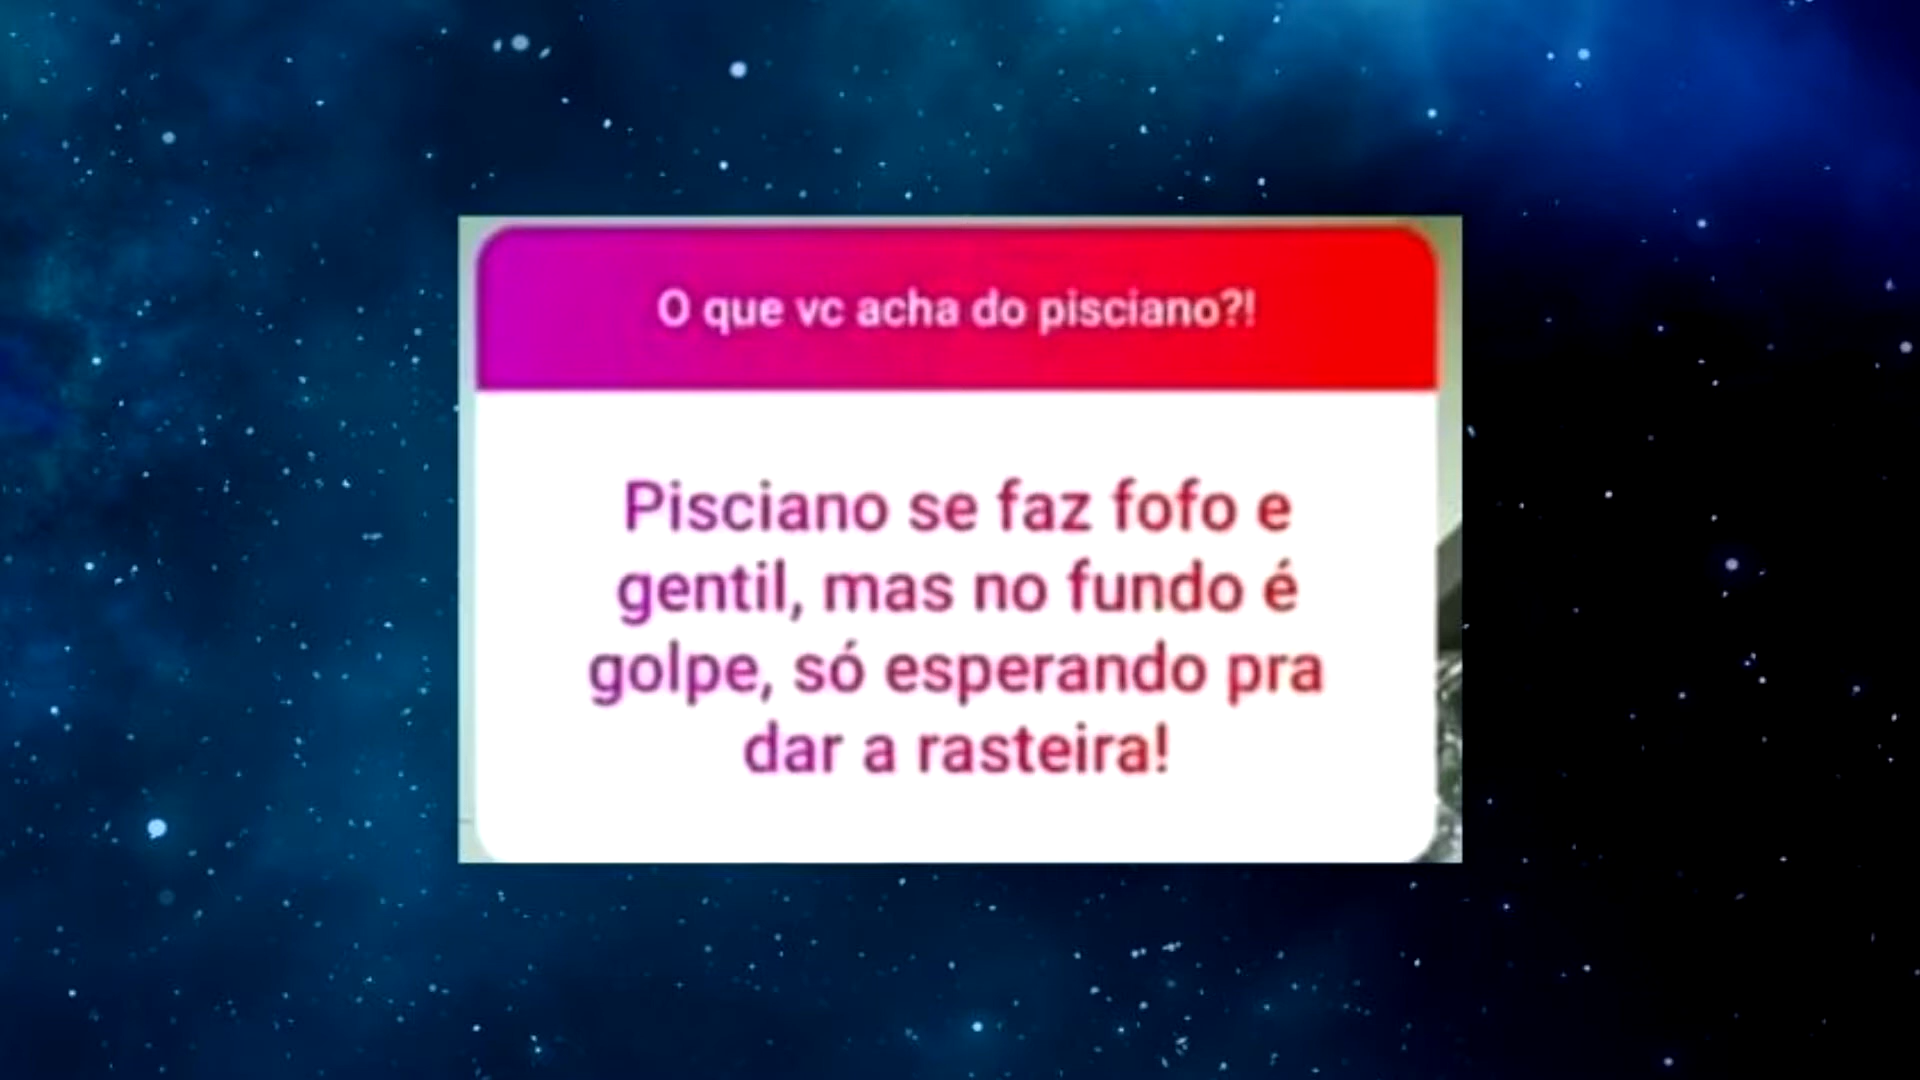 O que vc acha do pisciano?!
Pisciano se faz fofo e
gentil, mas no fundo é
golpe, só esperando pra
dar a rasteira!